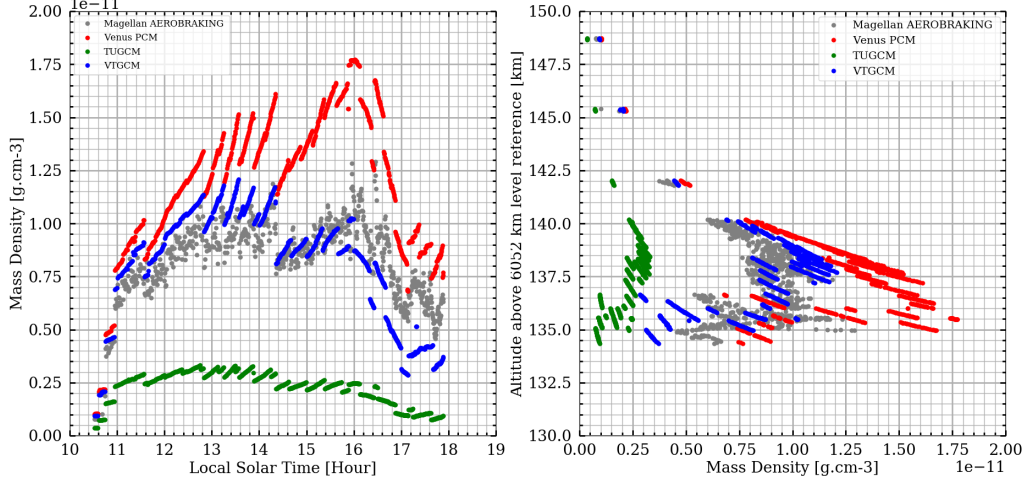 1e−11
2.00
1.75
1.50
1.25
1.00
0.75
0.50
0.25
0.00
Mass Density [g.cm-3]
Magellan AEROBRAKING
Venus PCM
TUGCM
VTGCM
10 11 12 13 14 15 16 17 18 19
Local Solar Time [Hour]
150.0
147.5
145.0
142.5
140.0
137.5
135.0
132.5
130.0
Altitude above 6052 km level reference [km]
Magellan AEROBRAKING
Venus PCM
TUGCM
VTGCM
0.00 0.25 0.50 0.75 1.00 1.25 1.50 1.75 2.00
Mass Density [g.cm-3]
1e−11